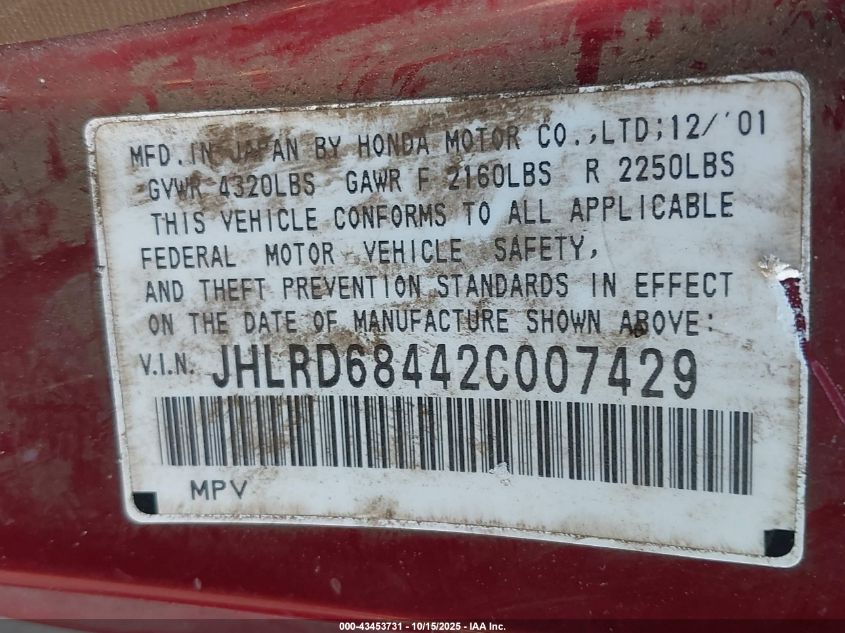 MFD. IN JAPAN BY HONDA MOTOR CO.,LTD;12/'01
GVWR 4320LBS GAWR F 2160LBS R 2250LBS
THIS VEHICLE CONFORMS TO ALL APPLICABLE
FEDERAL MOTOR VEHICLE SAFETY,
AND THEFT PREVENTION STANDARDS IN EFFECT
ON THE DATE OF MANUFACTURE SHOWN ABOVE:
V.I.N. JHLRD68442C007429
MPV
000-43453731 - 10/15/2025 - IAA Inc.